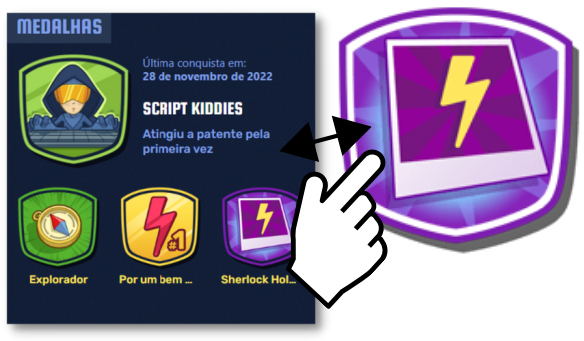 MEDALHAS
Última conquista em:
28 de novembro de 2022
SCRIPT KIDDIES
Atingiu a patente pela
primeira vez
#1
Explorador
Por um bem ...
Sherlock Hol...